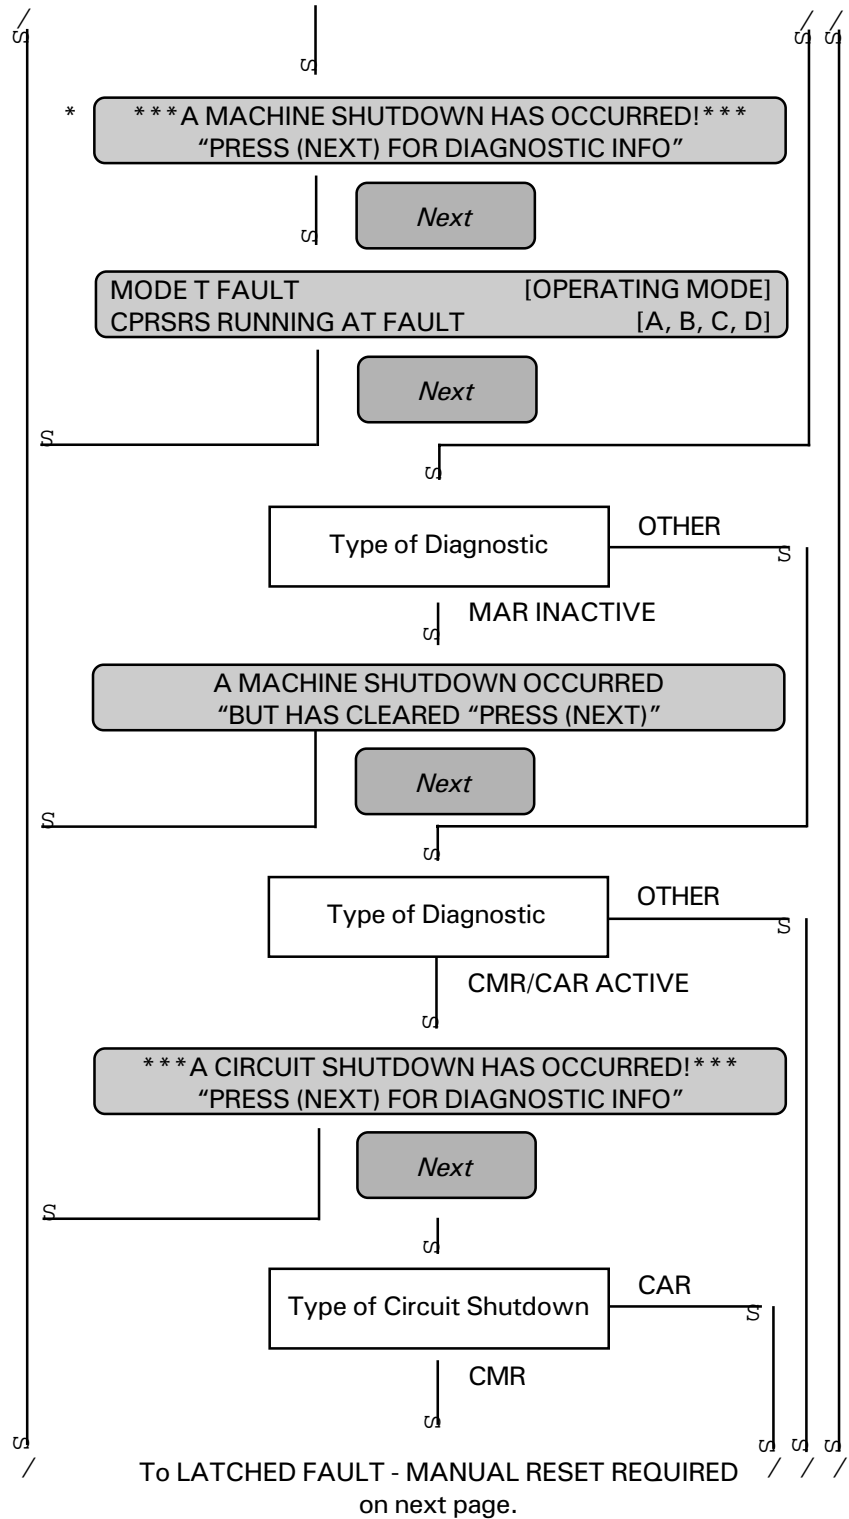 * ***A MACHINE SHUTDOWN HAS OCCURRED!***
“PRESS (NEXT) FOR DIAGNOSTIC INFO”
Next
MODE T FAULT [OPERATING MODE]
CPRSRS RUNNING AT FAULT [A, B, C, D]
Next
Type of Diagnostic
OTHER
MAR INACTIVE
A MACHINE SHUTDOWN OCCURRED
“BUT HAS CLEARED “PRESS (NEXT)”
Next
Type of Diagnostic
OTHER
CMR/CAR ACTIVE
***A CIRCUIT SHUTDOWN HAS OCCURRED!***
“PRESS (NEXT) FOR DIAGNOSTIC INFO”
Next
Type of Circuit Shutdown
CAR
CMR
To LATCHED FAULT - MANUAL RESET REQUIRED
on next page.